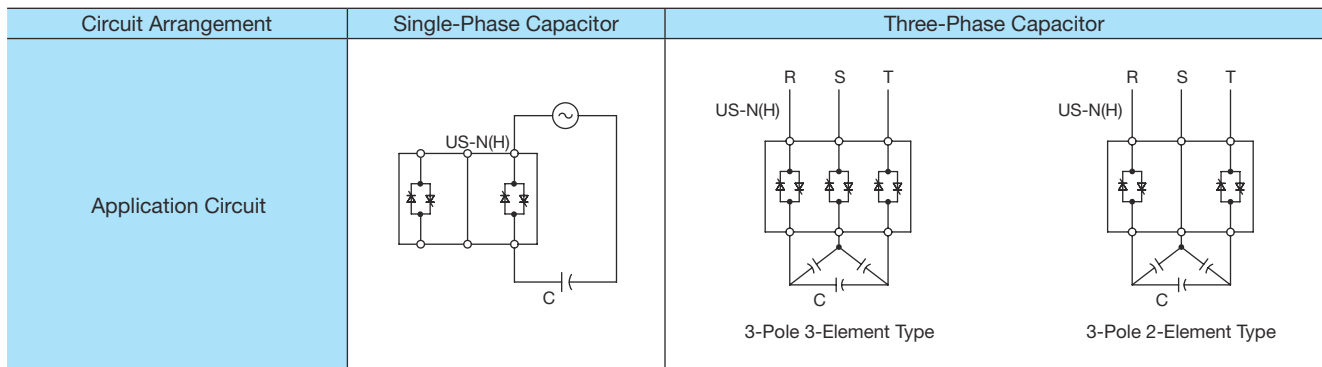 Circuit Arrangement
Single-Phase Capacitor
Three-Phase Capacitor
Application Circuit
US-N(H)
C
R S T
US-N(H)
C
3-Pole 3-Element Type
R S T
US-N(H)
C
3-Pole 2-Element Type